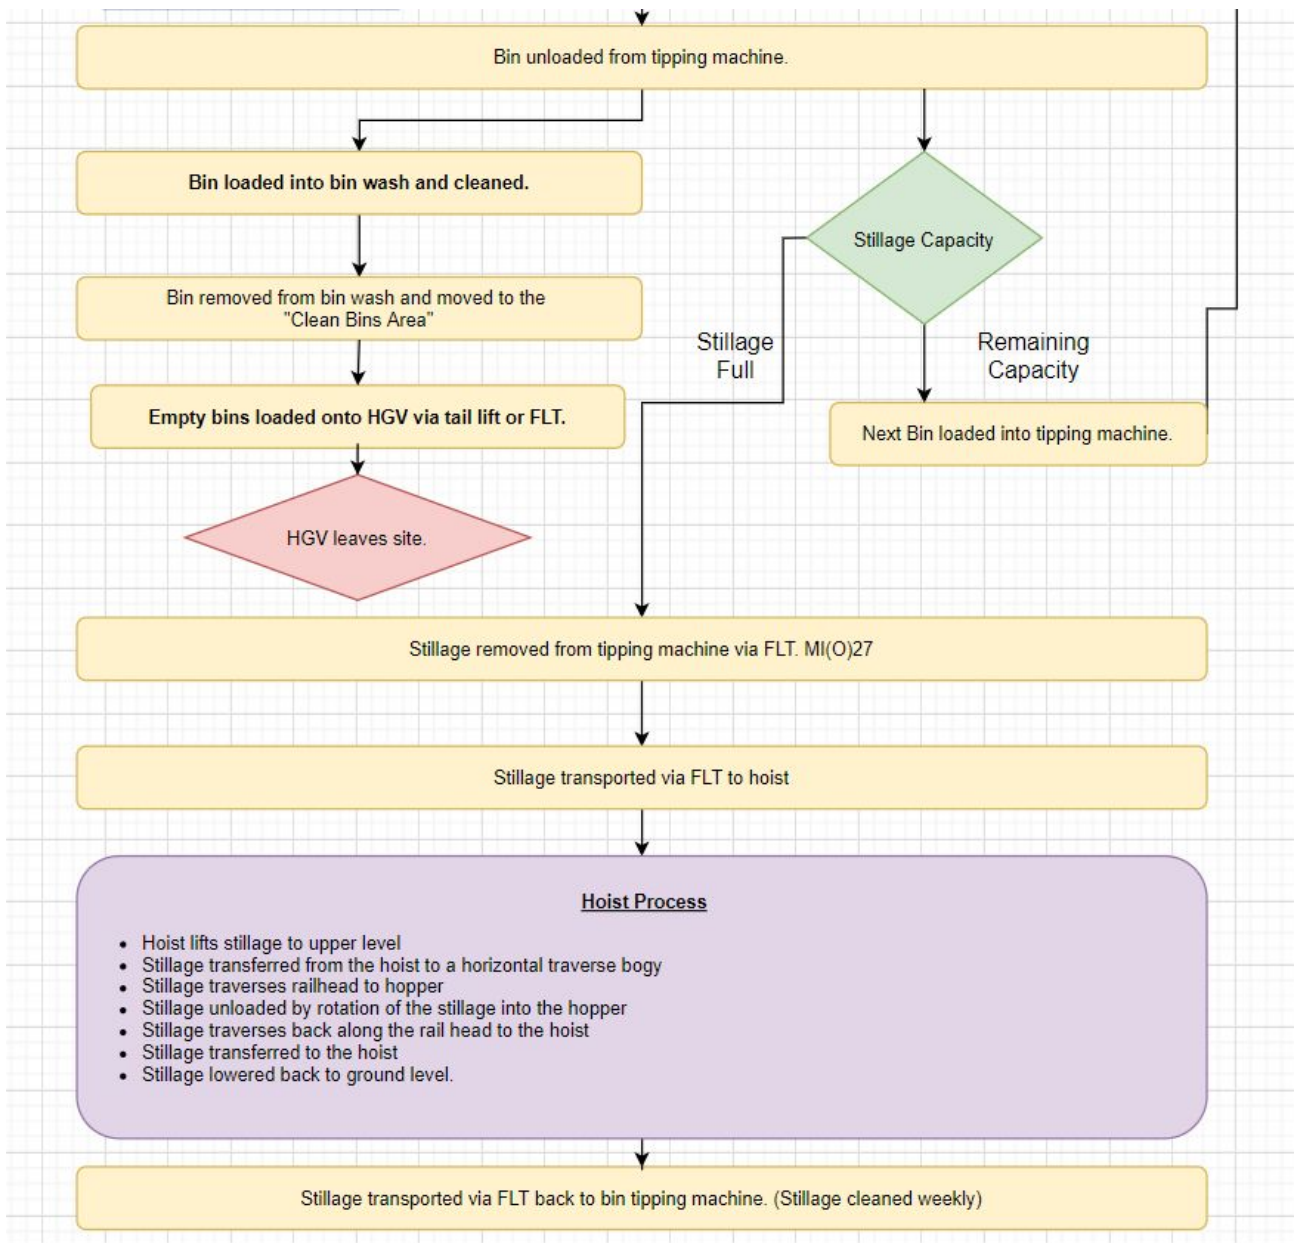 Bin unloaded from tipping machine.
Bin loaded into bin wash and cleaned.
Stillage Capacity
Bin removed from bin wash and moved to the
"Clean Bins Area"
Stillage
Full
Remaining
Capacity
Empty bins loaded onto HGV via tail lift or FLT.
Next Bin loaded into tipping machine.
HGV leaves site.
Stillage removed from tipping machine via FLT. MI(O)27
Stillage transported via FLT to hoist
Hoist Process
• Hoist lifts stillage to upper level
• Stillage transferred from the hoist to a horizontal traverse bogy
• Stillage traverses railhead to hopper
• Stillage unloaded by rotation of the stillage into the hopper
• Stillage traverses back along the rail head to the hoist
• Stillage transferred to the hoist
• Stillage lowered back to ground level.
Stillage transported via FLT back to bin tipping machine. (Stillage cleaned weekly)